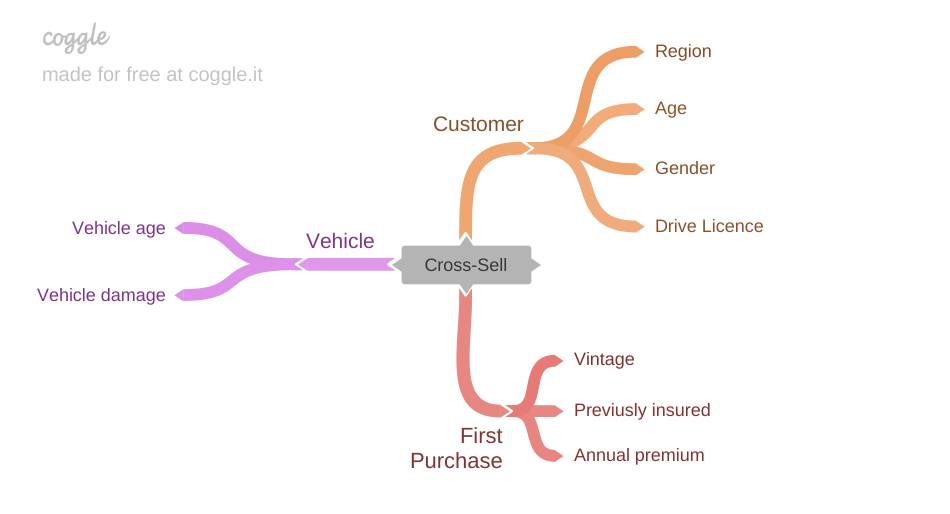 coggle
made for free at coggle.it
Customer
Region
Age
Gender
Drive Licence
Vehicle
Vehicle age
Vehicle damage
Cross-Sell
First
Purchase
Vintage
Previusly insured
Annual premium